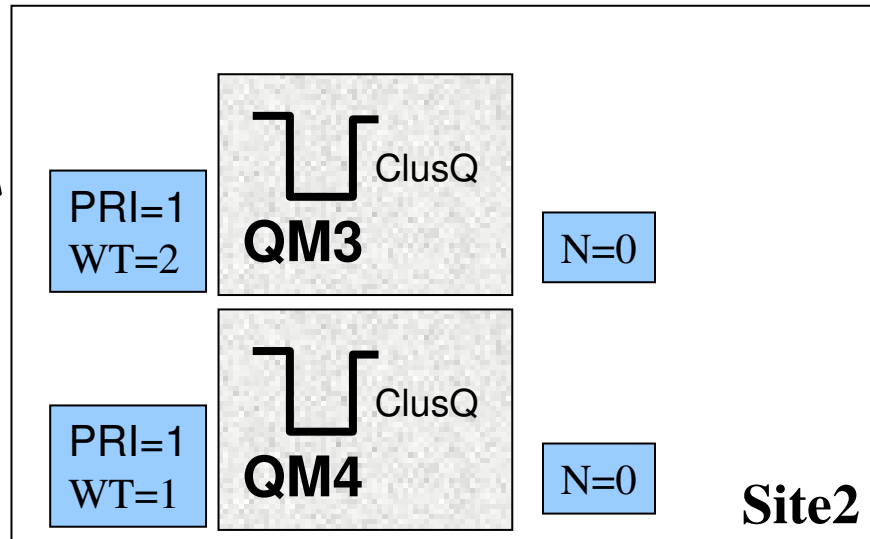 ClusQ
PRI=1
WT=2
QM3
N=0
ClusQ
PRI=1
WT=1
QM4
N=0
Site2